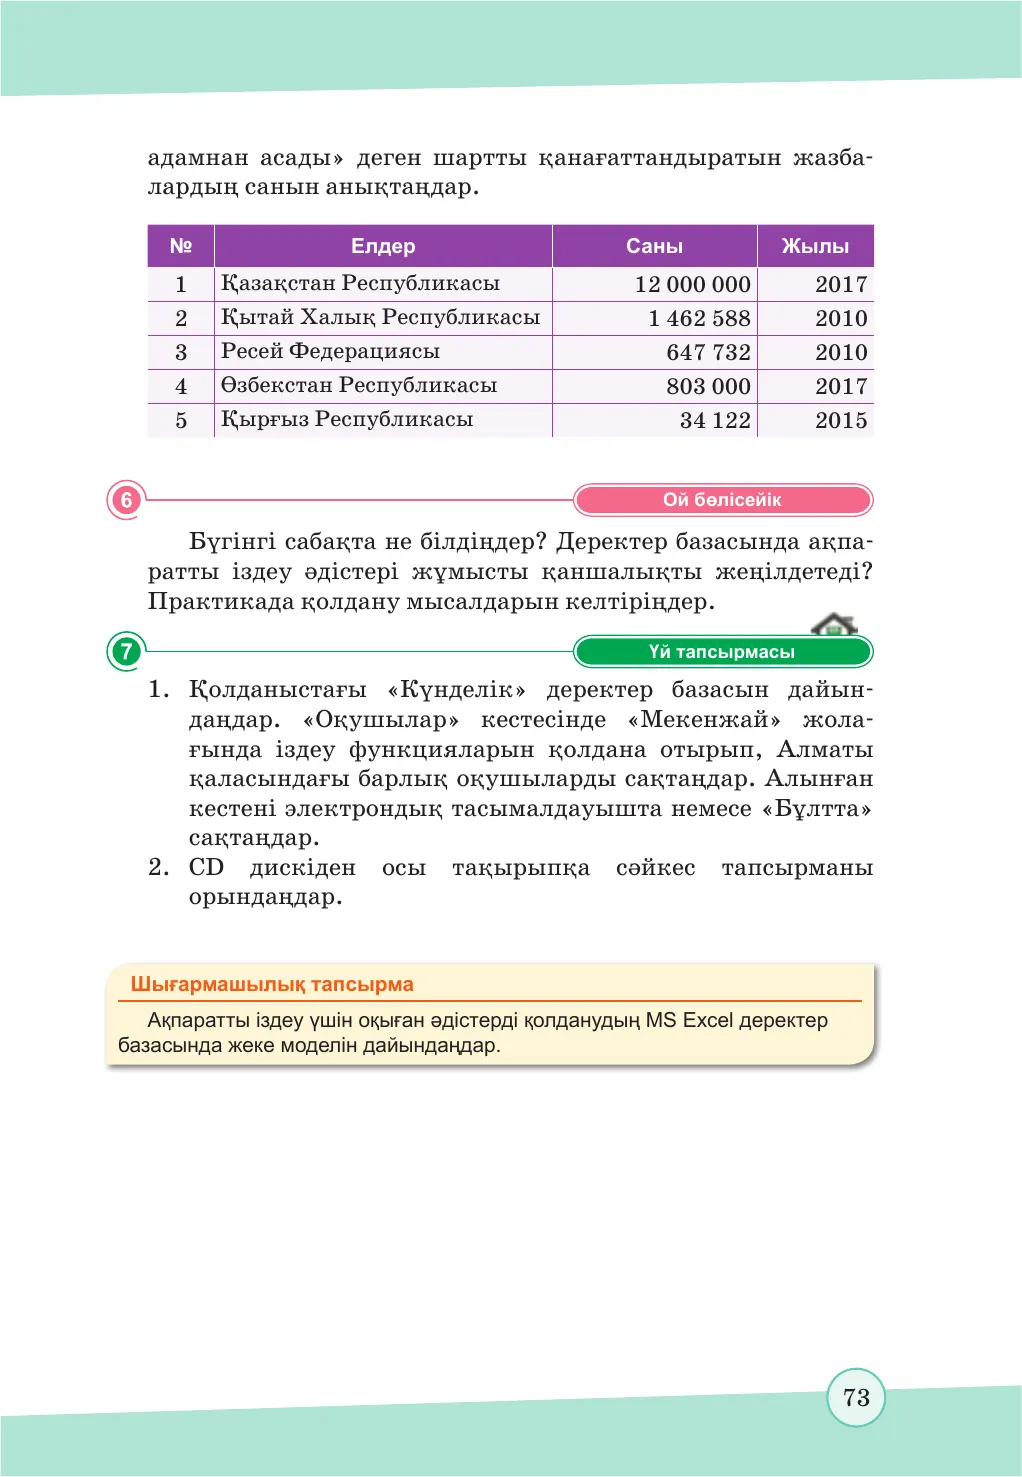 адамнан асады» деген шартты қанағаттандыратын жазба-
лардың санын анықтаңдар.
№ Елдер Саны Жылы
1 Қазақстан Республикасы 12 000 000 2017
2 Қытай Халық Республикасы 1 462 588 2010
3 Ресей Федерациясы 647 732 2010
4 Өзбекстан Республикасы 803 000 2017
5 Қырғыз Республикасы 34 122 2015
6 Ой бөлісейік
Бүгінгі сабақта не білдіңдер? Деректер базасында ақпа-
ратты іздеу әдістері жұмысты қаншалықты жеңілдетеді?
Практикада қолдану мысалдарын келтіріңдер.
7 Үй тапсырмасы
1. Қолданыстағы «Күнделік» деректер базасын дайын-
даңдар. «Оқушылар» кестесінде «Мекенжай» жола-
ғында іздеу функцияларын қолдана отырып, Алматы
қаласындағы барлық оқушыларды сақтаңдар. Алынған
кестені электрондық тасымалдауышта немесе «Бұлтта»
сақтаңдар.
2. CD дискіден осы тақырыпқа сәйкес тапсырманы
орындаңдар.
Шығармашылық тапсырма
Ақпаратты іздеу үшін оқыған әдістерді қолданудың MS Excel деректер
базасында жеке моделін дайындаңдар.
73